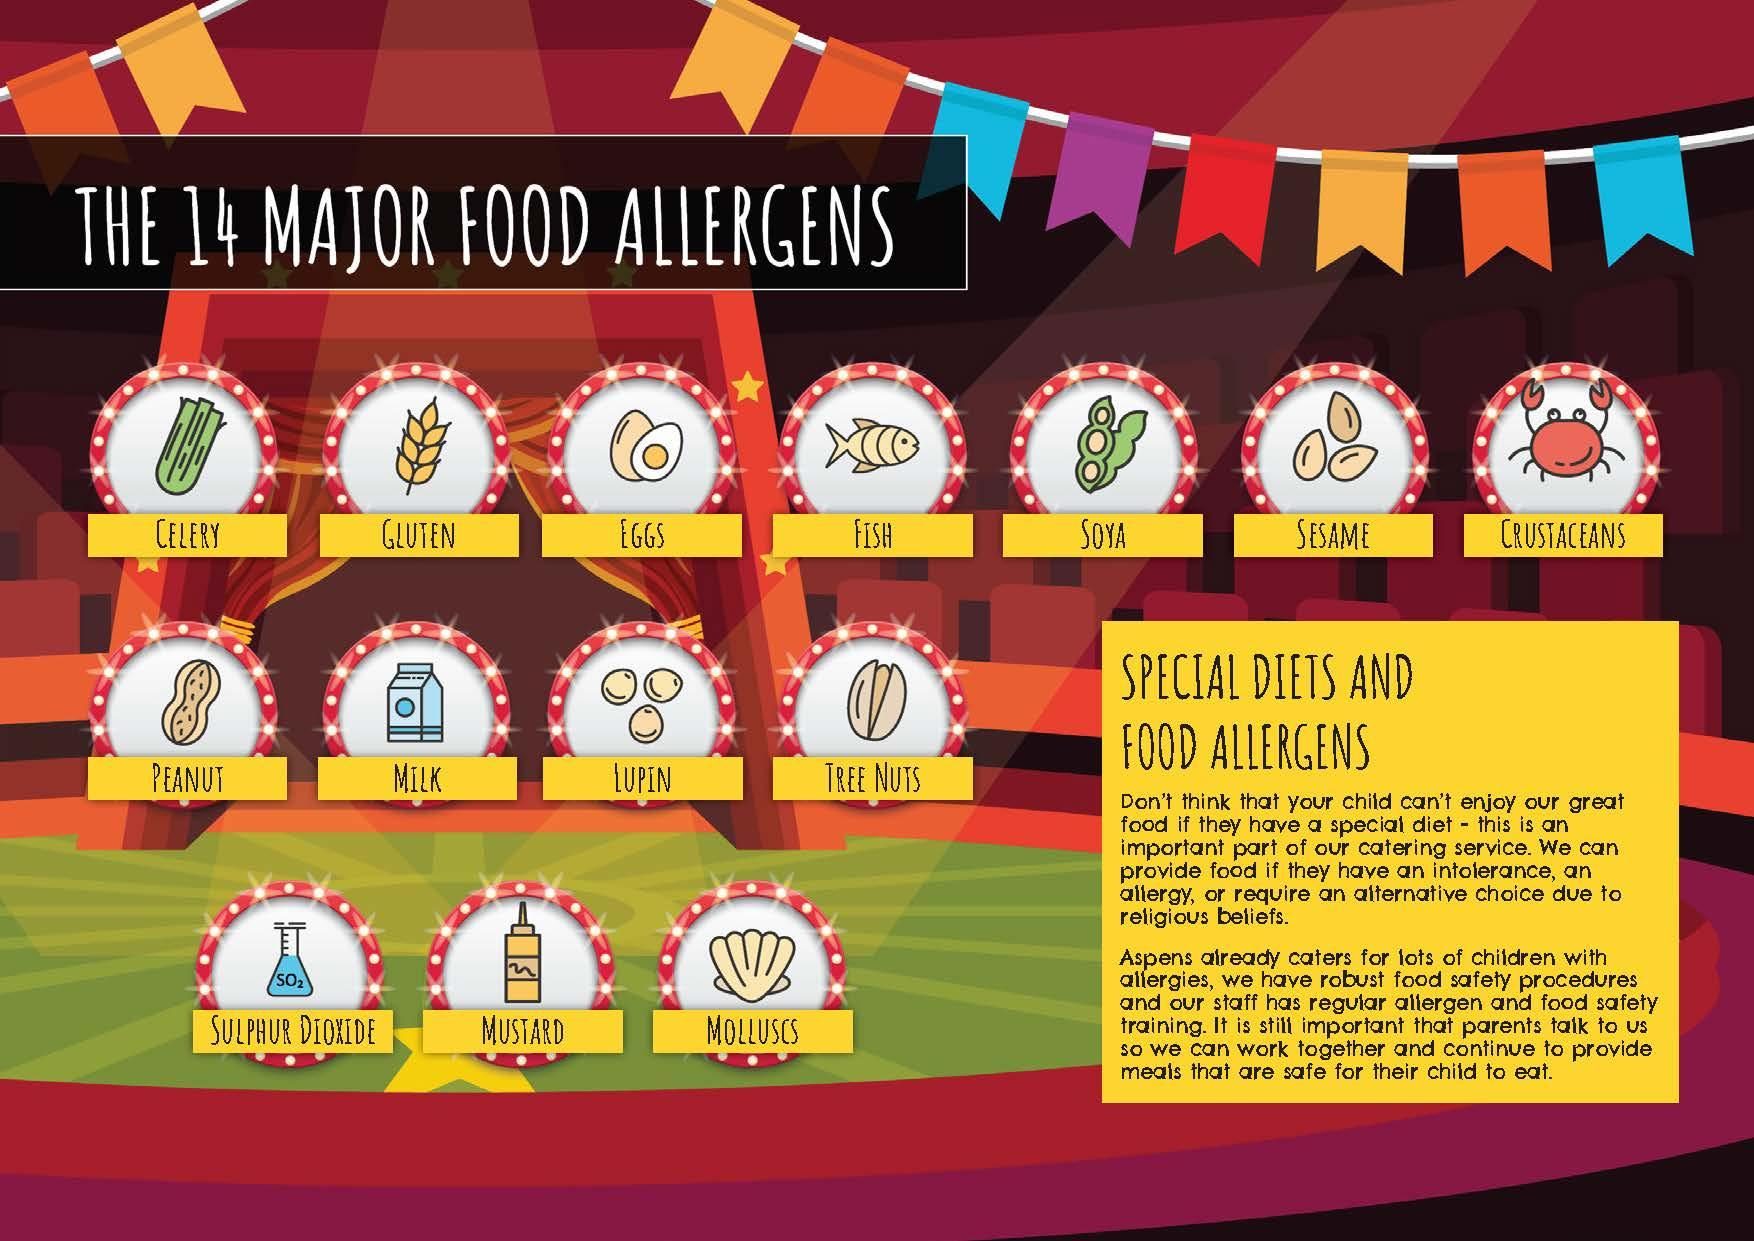 THE 14 MAJOR FOOD ALLERGENS
CELERY
GLUTEN
EGGS
FISH
SOYA
SESAME
CRUSTACEANS
PEANUT
MILK
LUPIN
TREE NUTS
SO₂
SULPHUR DIOXIDE
MUSTARD
MOLLUSCS
SPECIAL DIETS AND
FOOD ALLERGENS
Don't think that your child can't enjoy our great
food if they have a special diet - this is an
important part of our catering service. We can
provide food if they have an intolerance, an
allergy, or require an alternative choice due to
religious beliefs.
Aspens already caters for lots of children with
allergies, we have robust food safety procedures
and our staff has regular allergen and food safety
training. It is still important that parents talk to us
so we can work together and continue to provide
meals that are safe for their child to eat.